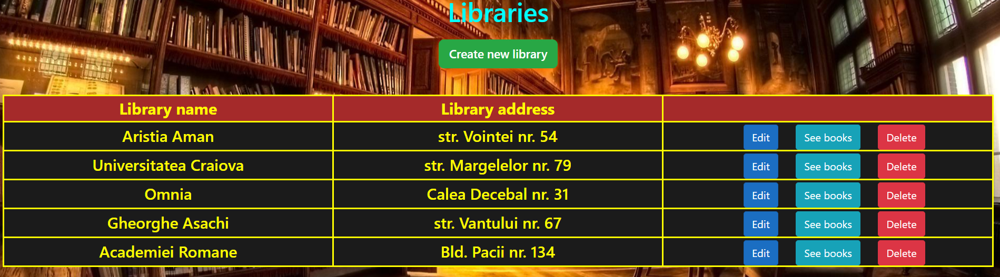 Libraries
Create new library
Library name Library address
Aristia Aman str. Vointei nr. 54 Edit See books Delete
Universitatea Craiova str. Margelelor nr. 79 Edit See books Delete
Omnia Calea Decebal nr. 31 Edit See books Delete
Gheorghe Asachi str. Vantului nr. 67 Edit See books Delete
Academiei Romane Bld. Pacii nr. 134 Edit See books Delete